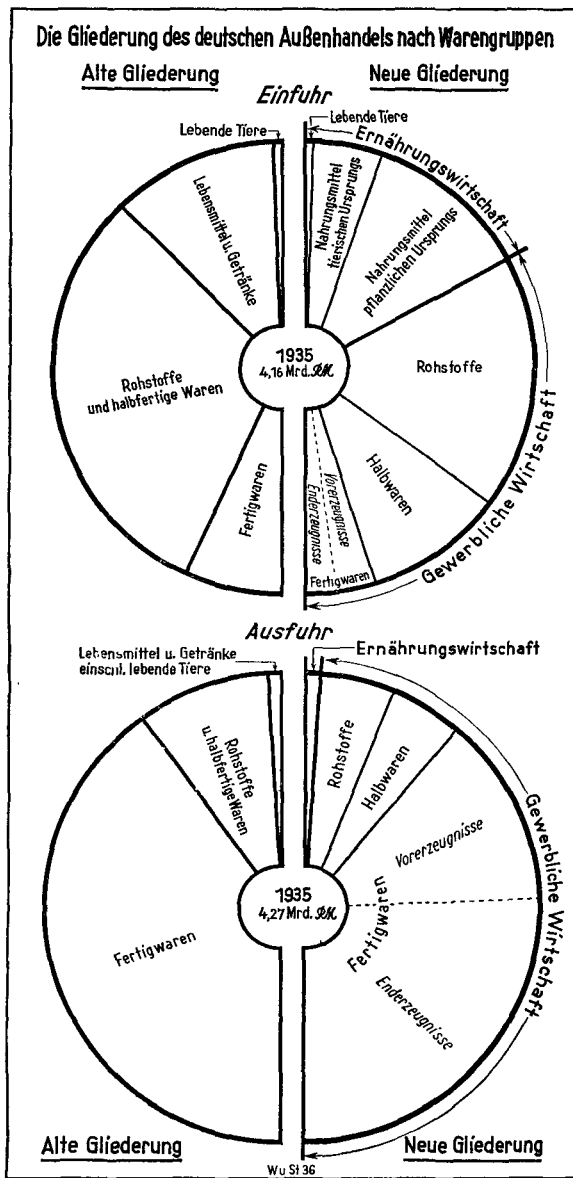 Die Gliederung des deutschen Außenhandels nach Warengruppen
Alte Gliederung
Neue Gliederung
Einfuhr
Lebende Tiere
Lebende Tiere
Ernährungswirtschaft
Lebensmittel u. Getränke
Nahrungsmittel
tierischen Ursprungs
Nahrungsmittel
pflanzlichen Ursprungs
1935
4,16 Mrd. ℛℳ
Rohstoffe
und halbfertige Waren
Rohstoffe
Fertigwaren
Halbwaren
Vorerzeugnisse
Enderzeugnisse
Fertigwaren
Gewerbliche Wirtschaft
Ausfuhr
Lebensmittel u. Getränke
einschl. lebende Tiere
Ernährungswirtschaft
Rohstoffe
u. halbfertige Waren
Rohstoffe
Halbwaren
1935
4,27 Mrd. ℛℳ
Vorerzeugnisse
Fertigwaren
Fertigwaren
Enderzeugnisse
Gewerbliche Wirtschaft
Alte Gliederung
Neue Gliederung
Wu St 36